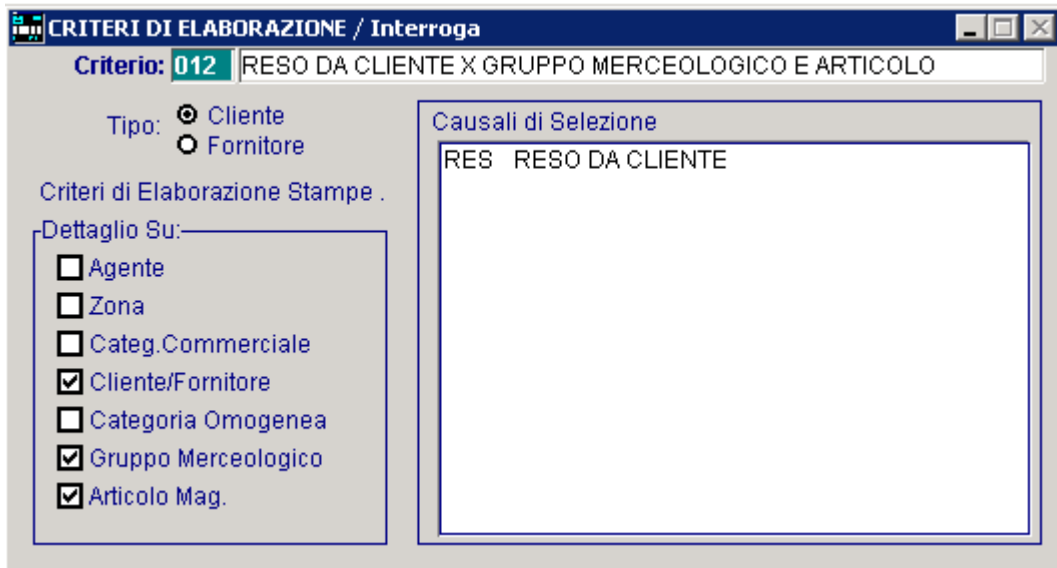 CRITERI DI ELABORAZIONE / Interroga
Criterio: 012 RESO DA CLIENTE X GRUPPO MERCEOLOGICO E ARTICOLO
Tipo: Cliente
Fornitore
Criteri di Elaborazione Stampe .
Dettaglio Su:
Agente
Zona
Categ.Commerciale
Cliente/Fornitore
Categoria Omogenea
Gruppo Merceologico
Articolo Mag.
Causali di Selezione
RES RESO DA CLIENTE